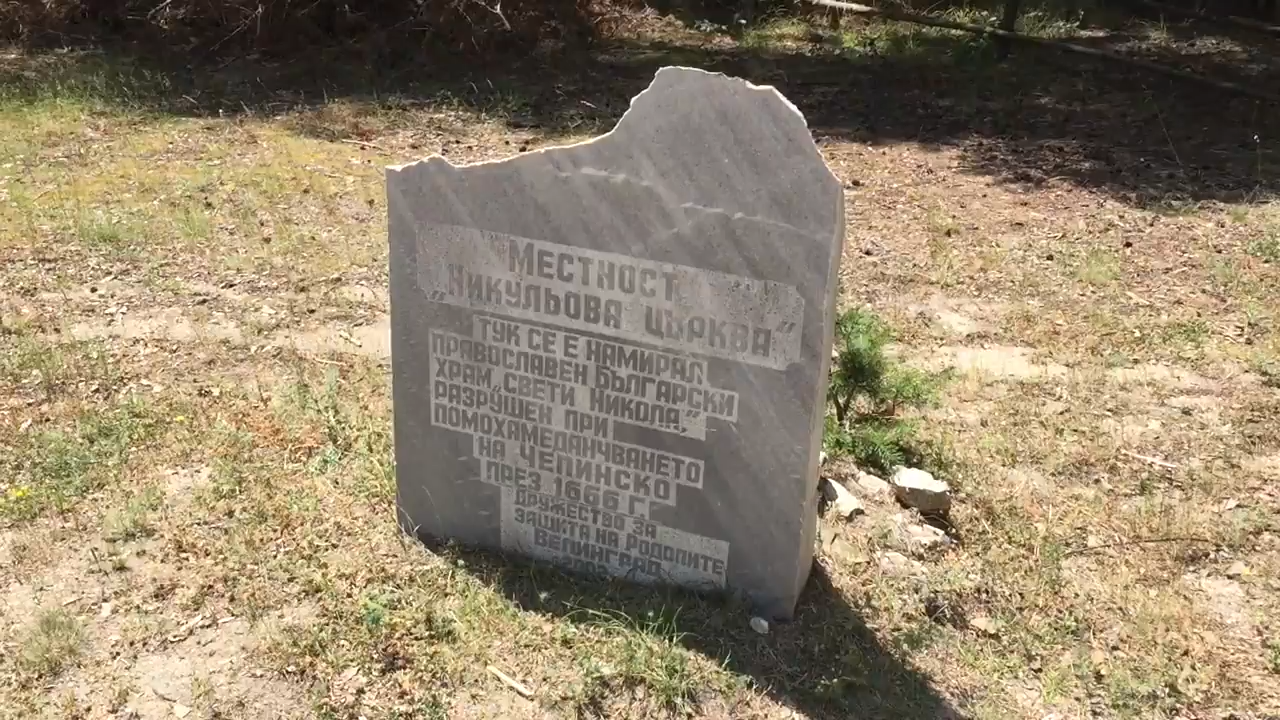 МЕСТНОСТ
„НИКУЛЬОВА ЦЪРКВА”
ТУК СЕ Е НАМИРАЛ
ПРАВОСЛАВЕН БЪЛГАРСКИ
ХРАМ „СВЕТИ НИКОЛА”
РАЗРУШЕН ПРИ
ПОМОХАМЕДАНЧВАНЕТО
НА ЧЕПИНСКО
ПРЕЗ 1666 Г.
ДРУЖЕСТВО ЗА
ЗАЩИТА НА РОДОПИТЕ
ВЕЛИНГРАД